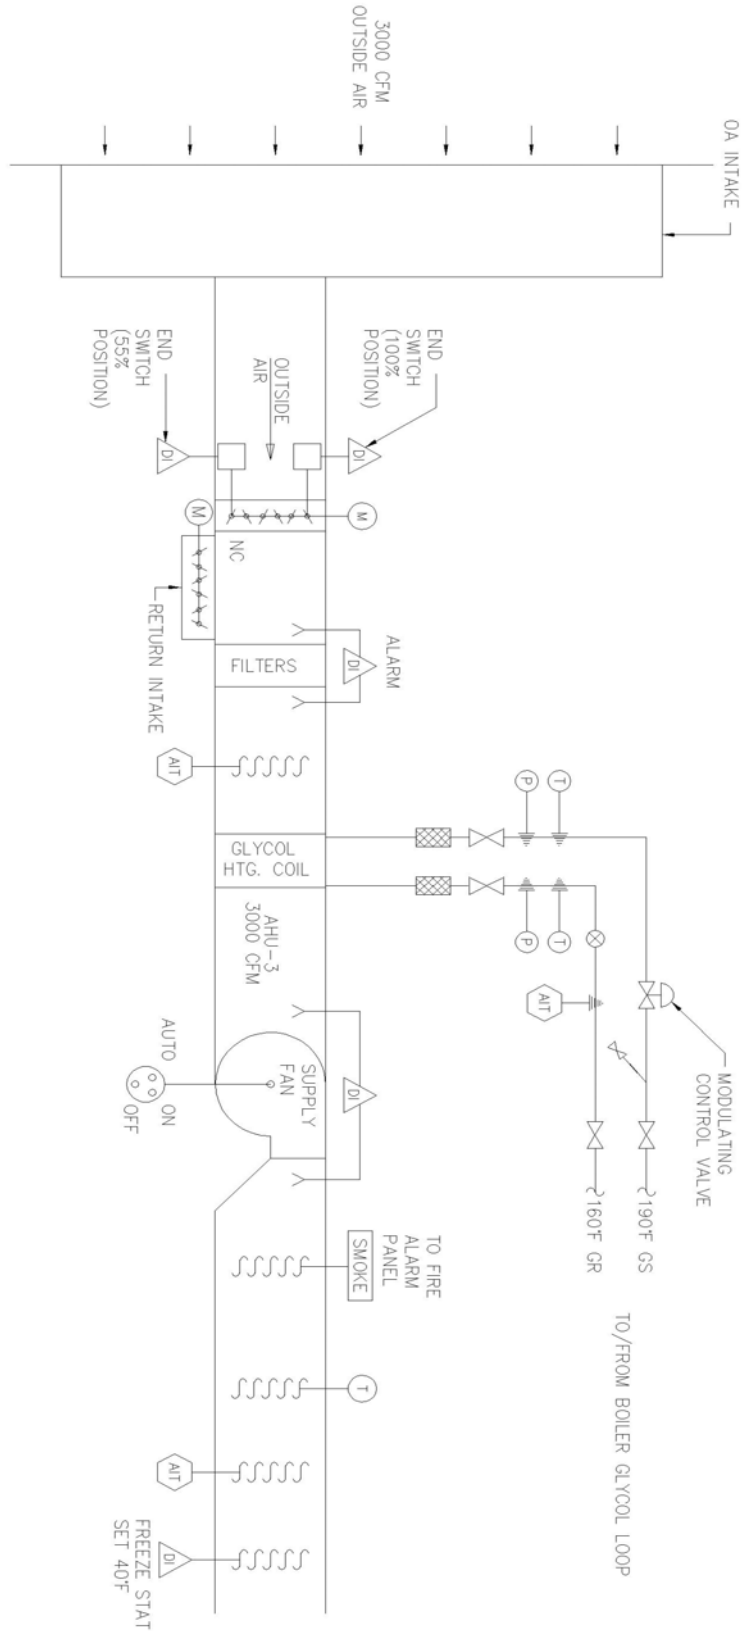 3000 CFM
OUTSIDE AIR
OA INTAKE
END
SWITCH
(55%
POSITION)
DI
OUTSIDE
AIR
END
SWITCH
(100%
POSITION)
DI
M
M
NC
RETURN INTAKE
ALARM
DI
FILTERS
AIT
GLYCOL
HTG. COIL
P
T
P
T
AIT
MODULATING
CONTROL VALVE
190°F GS
160°F GR
TO/FROM BOILER GLYCOL LOOP
AHU-3
3000 CFM
SUPPLY
FAN
DI
AUTO
ON
OFF
TO FIRE
ALARM
PANEL
SMOKE
T
AIT
DI
FREEZE STAT
SET 40°F